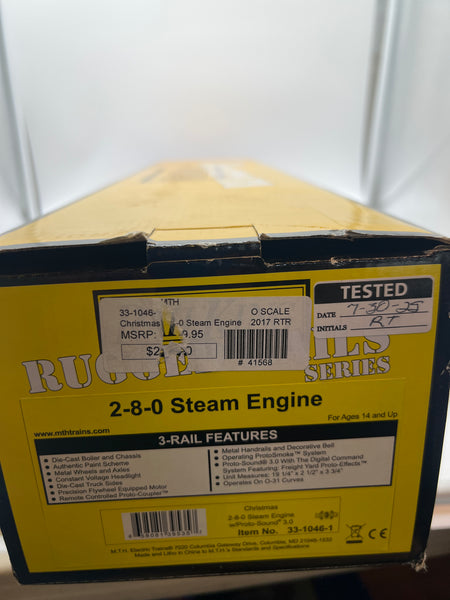 MTH
33-1046-
O SCALE
Christmas -8-0 Steam Engine
2017 RTR
MSRP: 9.95
# 41568
TESTED
DATE 7-30-25
INITIALS RT
SERIES
2-8-0 Steam Engine
www.mthtrains.com
For Ages 14 and Up
3-RAIL FEATURES
● Die-Cast Boiler and Chassis
● Authentic Paint Scheme
● Metal Wheels and Axles
● Constant Voltage Headlight
● Die-Cast Truck Sides
● Precision Flywheel Equipped Motor
● Remote Controlled Proto-Coupler™
● Metal Handrails and Decorative Bell
● Operating ProtoSmoke™ System
● Proto-Sound® 3.0 With The Digital Command
System Featuring: Freight Yard Proto-Effects™
● Unit Measures: 19 1/4" x 2 1/2" x 3 3/4"
● Operates On O-31 Curves
Christmas
2-8-0 Steam Engine
w/Proto-Sound® 3.0
Item No. 33-1046-1
M.T.H. Electric Trains® 7020 Columbia Gateway Drive, Columbia, MD 21046-1532
Made and Litho in China to M.T.H.'s Standards and Specifications
CE